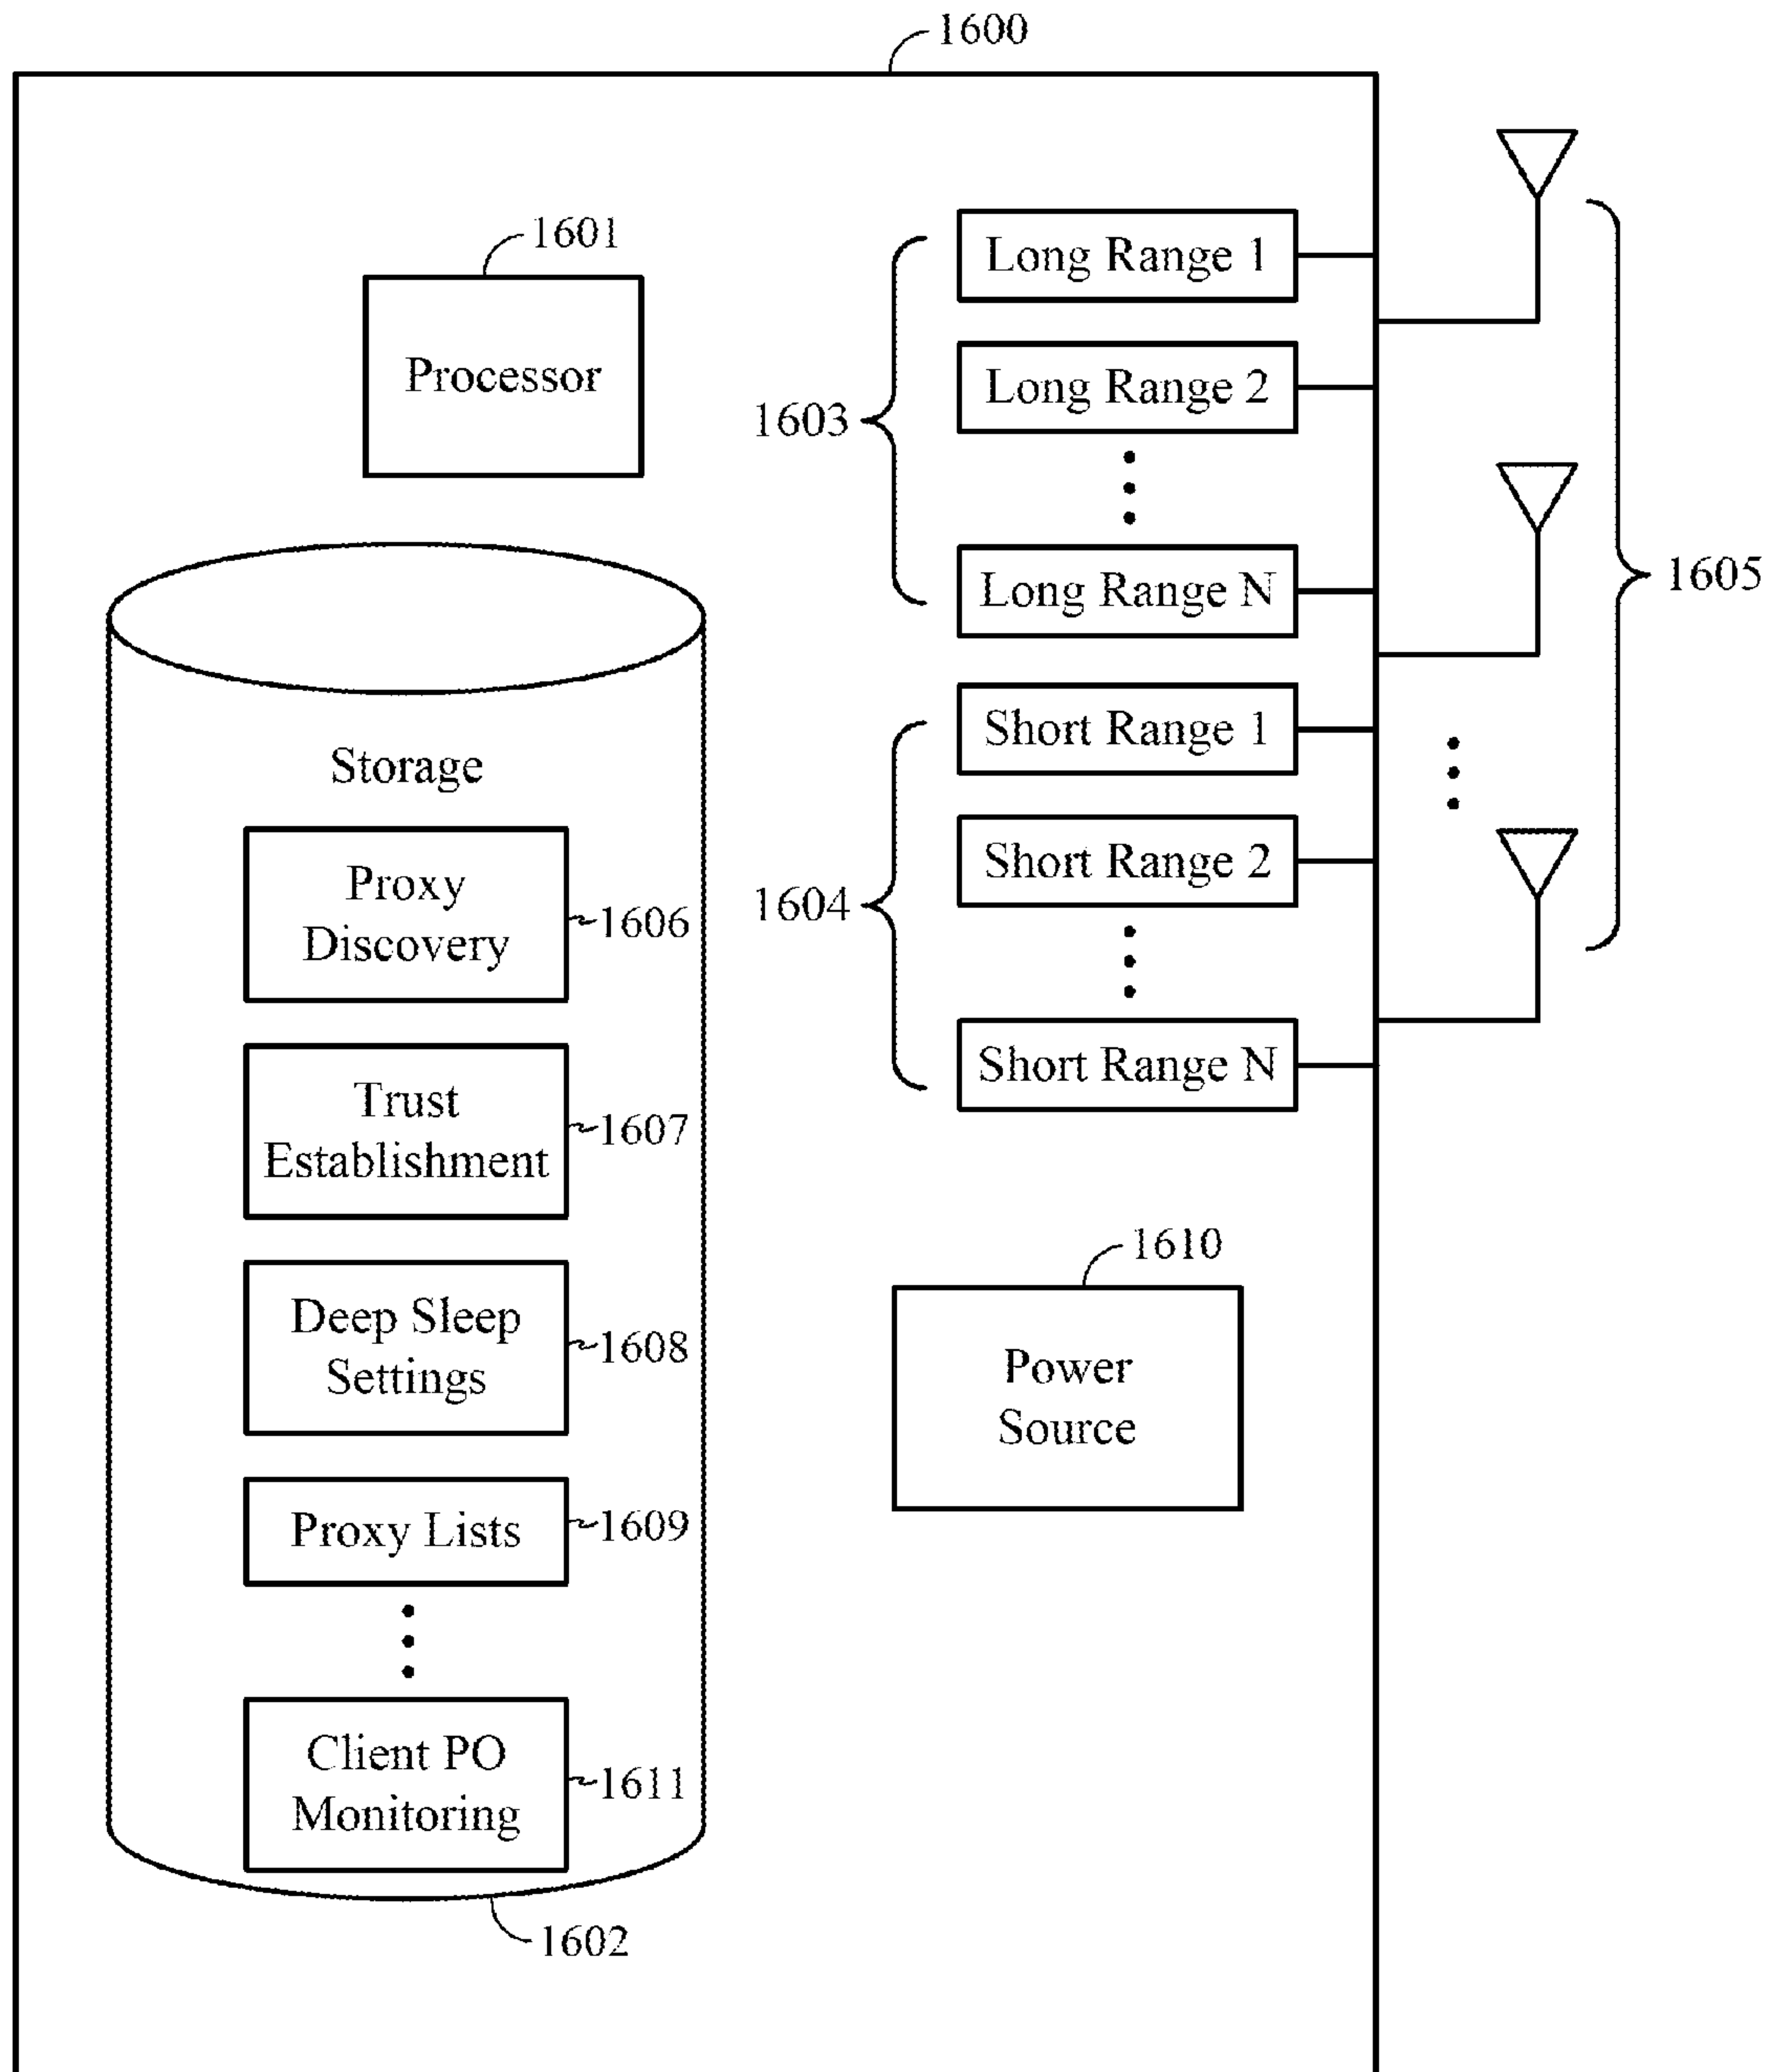 1600
1601
Processor
1603
Long Range 1
Long Range 2
Long Range N
1605
Storage
Proxy
Discovery
1606
Trust
Establishment
1607
Deep Sleep
Settings
1608
Proxy Lists
1609
Client PO
Monitoring
1611
1602
1604
Short Range 1
Short Range 2
Short Range N
1610
Power
Source